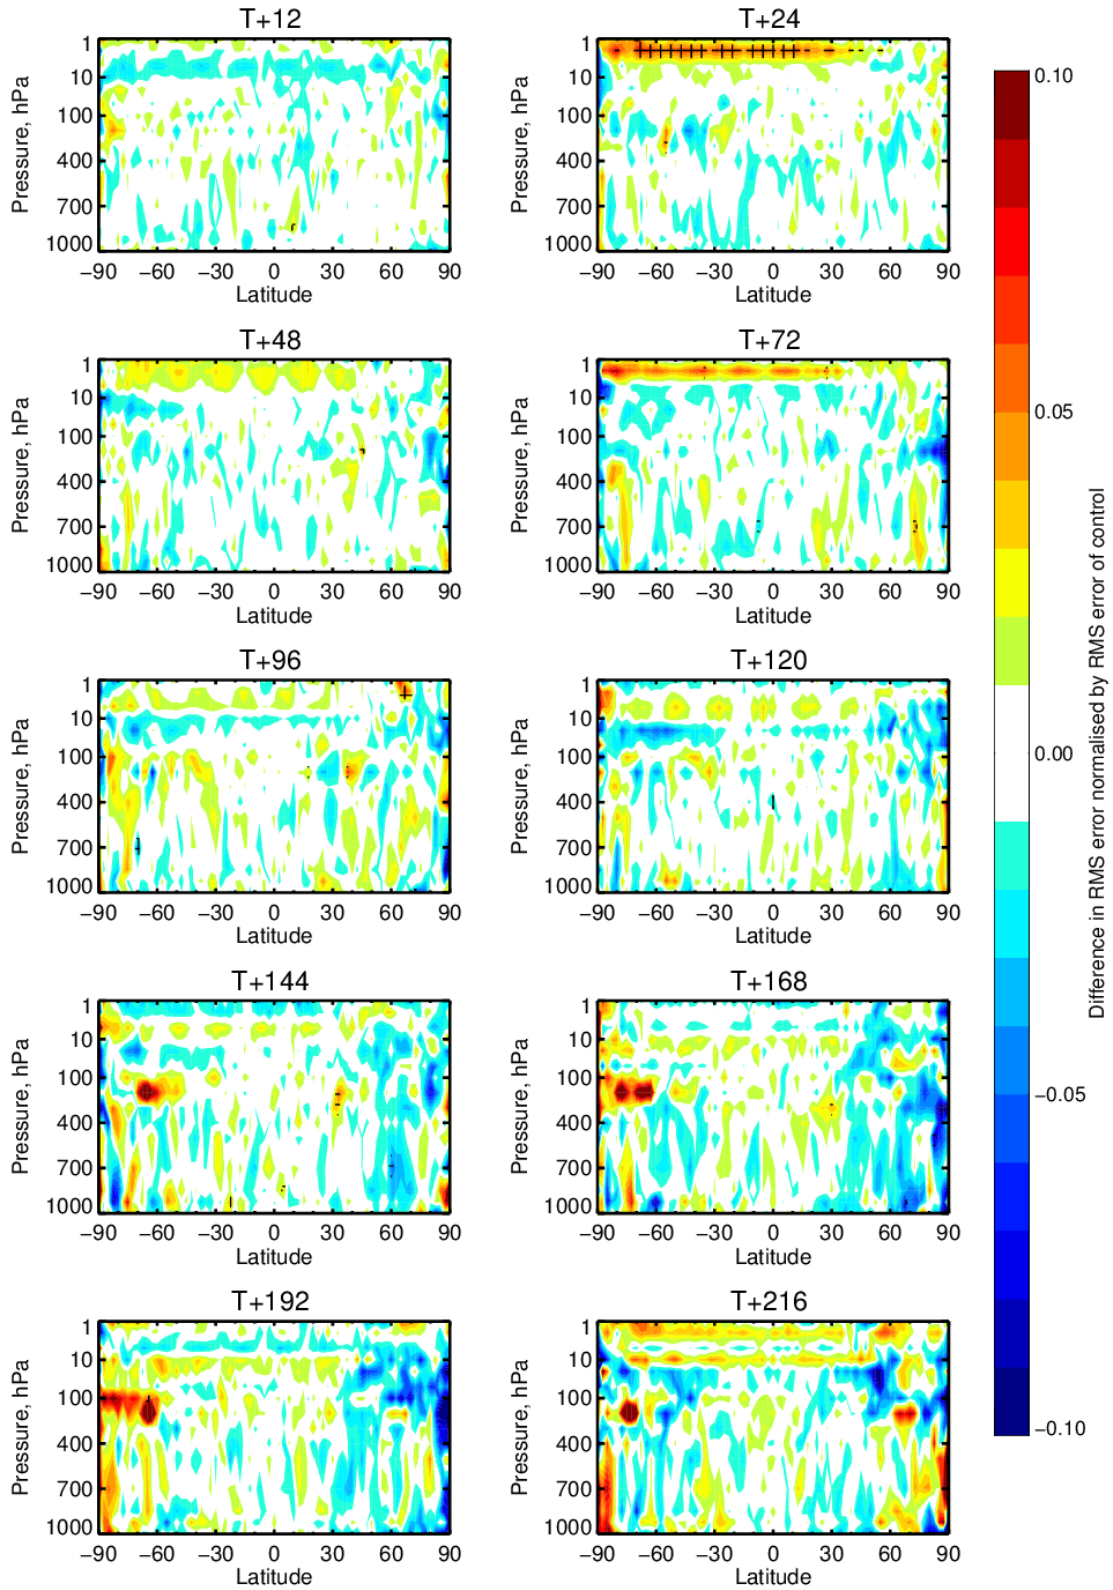 T+12
T+24
1
10
100
400
700
1000
Pressure, hPa
−90 −60 −30 0 30 60 90
Latitude
1
10
100
400
700
1000
Pressure, hPa
−90 −60 −30 0 30 60 90
Latitude
T+48
T+72
1
10
100
400
700
1000
Pressure, hPa
−90 −60 −30 0 30 60 90
Latitude
1
10
100
400
700
1000
Pressure, hPa
−90 −60 −30 0 30 60 90
Latitude
T+96
T+120
1
10
100
400
700
1000
Pressure, hPa
−90 −60 −30 0 30 60 90
Latitude
1
10
100
400
700
1000
Pressure, hPa
−90 −60 −30 0 30 60 90
Latitude
T+144
T+168
1
10
100
400
700
1000
Pressure, hPa
−90 −60 −30 0 30 60 90
Latitude
1
10
100
400
700
1000
Pressure, hPa
−90 −60 −30 0 30 60 90
Latitude
T+192
T+216
1
10
100
400
700
1000
Pressure, hPa
−90 −60 −30 0 30 60 90
Latitude
1
10
100
400
700
1000
Pressure, hPa
−90 −60 −30 0 30 60 90
Latitude
0.10
0.05
0.00
−0.05
−0.10
Difference in RMS error normalised by RMS error of control